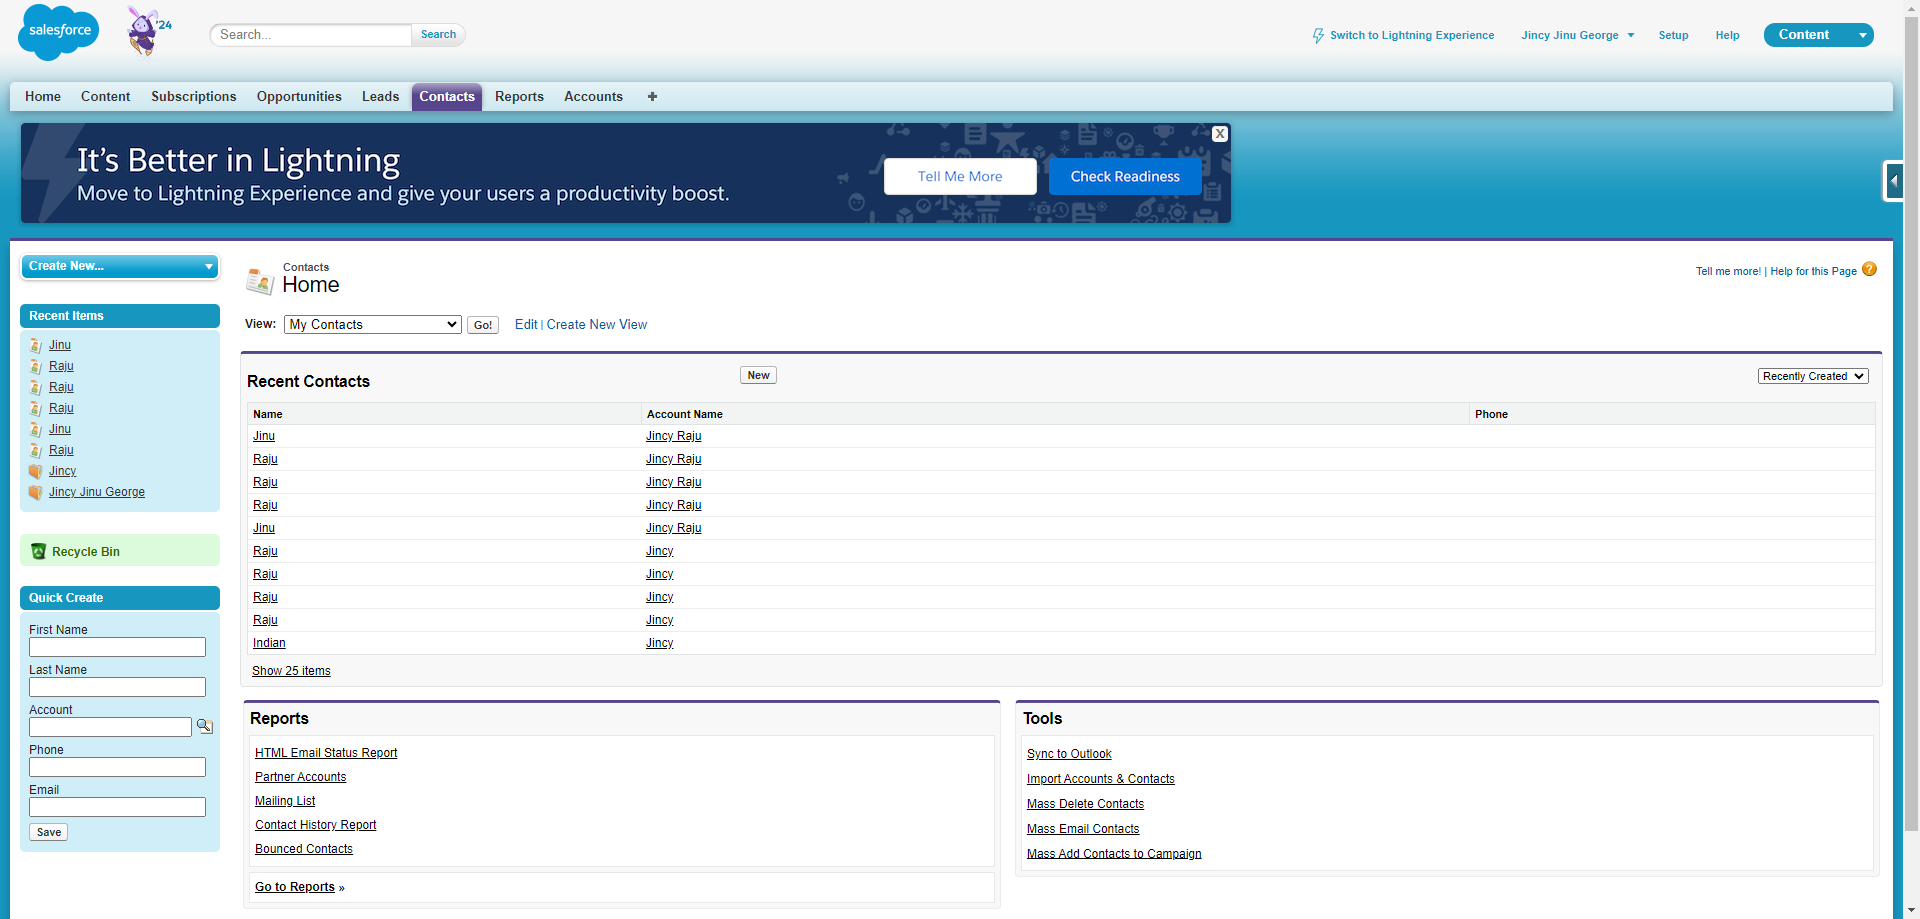 salesforce
'24
Search...
Search
Switch to Lightning Experience
Jincy Jinu George
Setup
Help
Content
Home
Content
Subscriptions
Opportunities
Leads
Contacts
Reports
Accounts
+
It's Better in Lightning
Move to Lightning Experience and give your users a productivity boost.
Tell Me More
Check Readiness
X
Create New...
Recent Items
Jinu
Raju
Raju
Raju
Jinu
Raju
Jincy
Jincy Jinu George
Recycle Bin
Quick Create
First Name
Last Name
Account
Phone
Email
Save
Contacts
Home
Tell me more! | Help for this Page ?
View: My Contacts Go! Edit | Create New View
Recent Contacts New Recently Created
Name Account Name Phone
Jinu Jincy Raju
Raju Jincy Raju
Raju Jincy Raju
Raju Jincy Raju
Jinu Jincy Raju
Raju Jincy
Raju Jincy
Raju Jincy
Raju Jincy
Indian Jincy
Show 25 items
Reports
HTML Email Status Report
Partner Accounts
Mailing List
Contact History Report
Bounced Contacts
Go to Reports »
Tools
Sync to Outlook
Import Accounts & Contacts
Mass Delete Contacts
Mass Email Contacts
Mass Add Contacts to Campaign